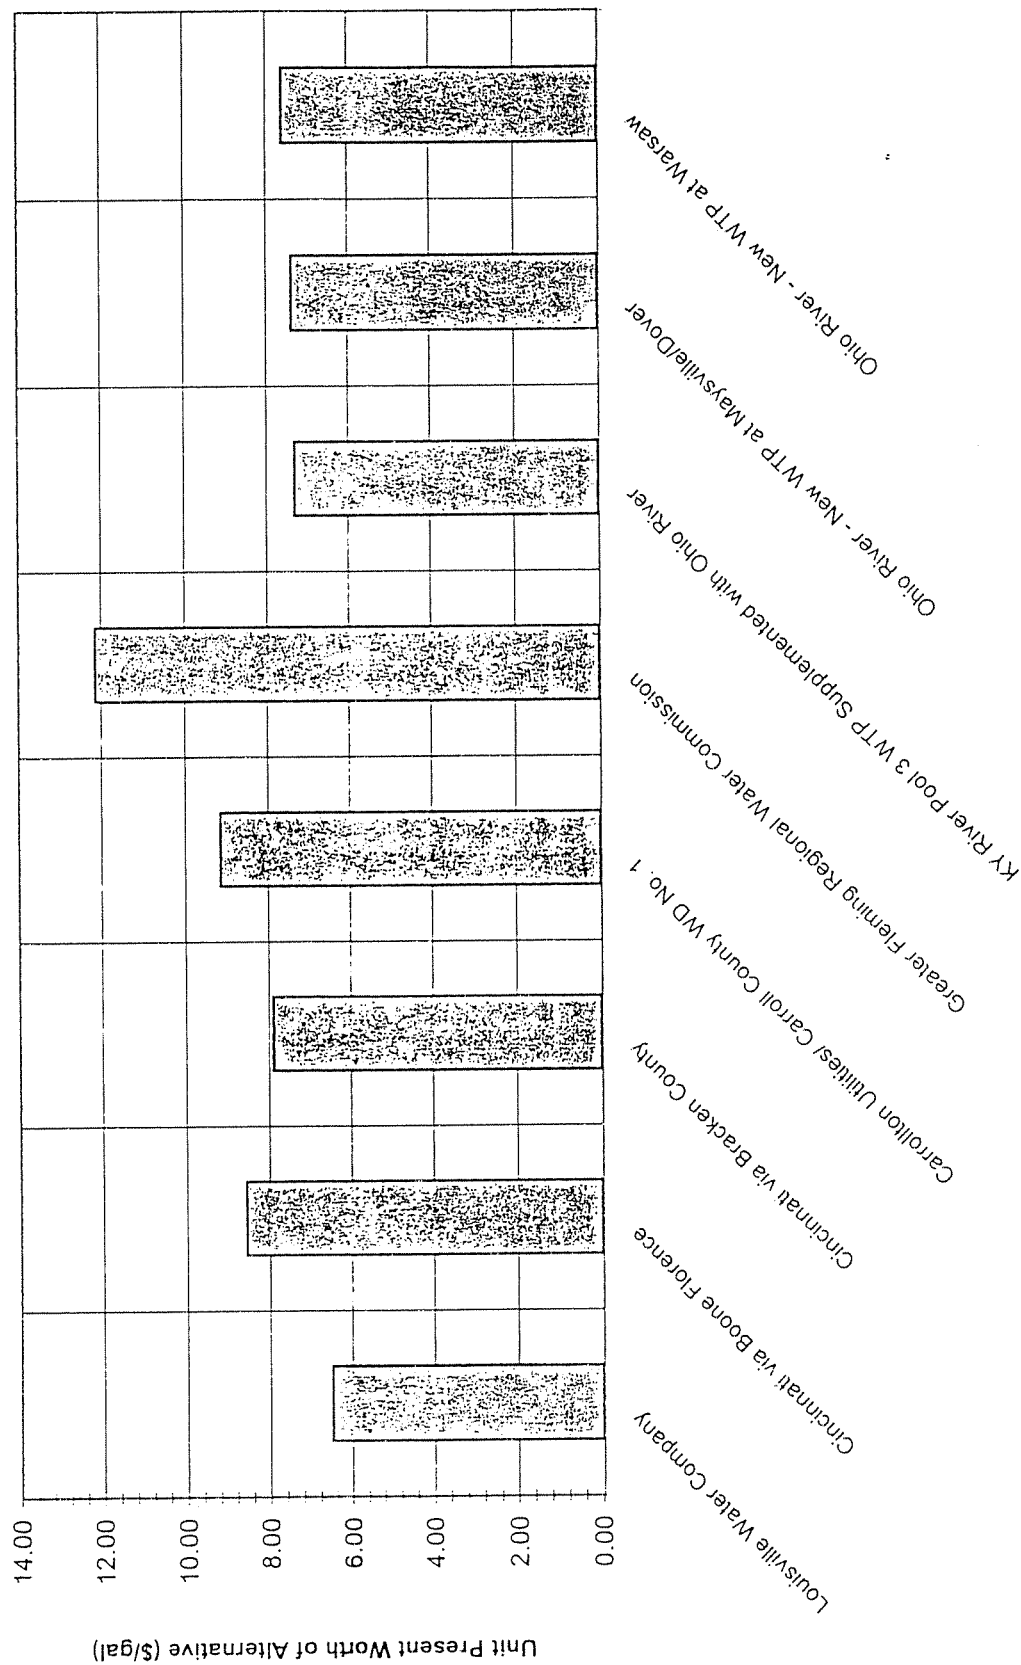 Unit Present Worth of Alternative ($/gal)
14.00
12.00
10.00
8.00
6.00
4.00
2.00
0.00
Louisville Water Company
Cincinnati via Boone Florence
Cincinnati via Bracken County
Carrollton Utilities/ Carroll County WD No. 1
Greater Fleming Regional Water Commission
KY River Pool 3 WTP Supplemented with Ohio River
Ohio River - New WTP at Maysville/Dover
Ohio River - New WTP at Warsaw